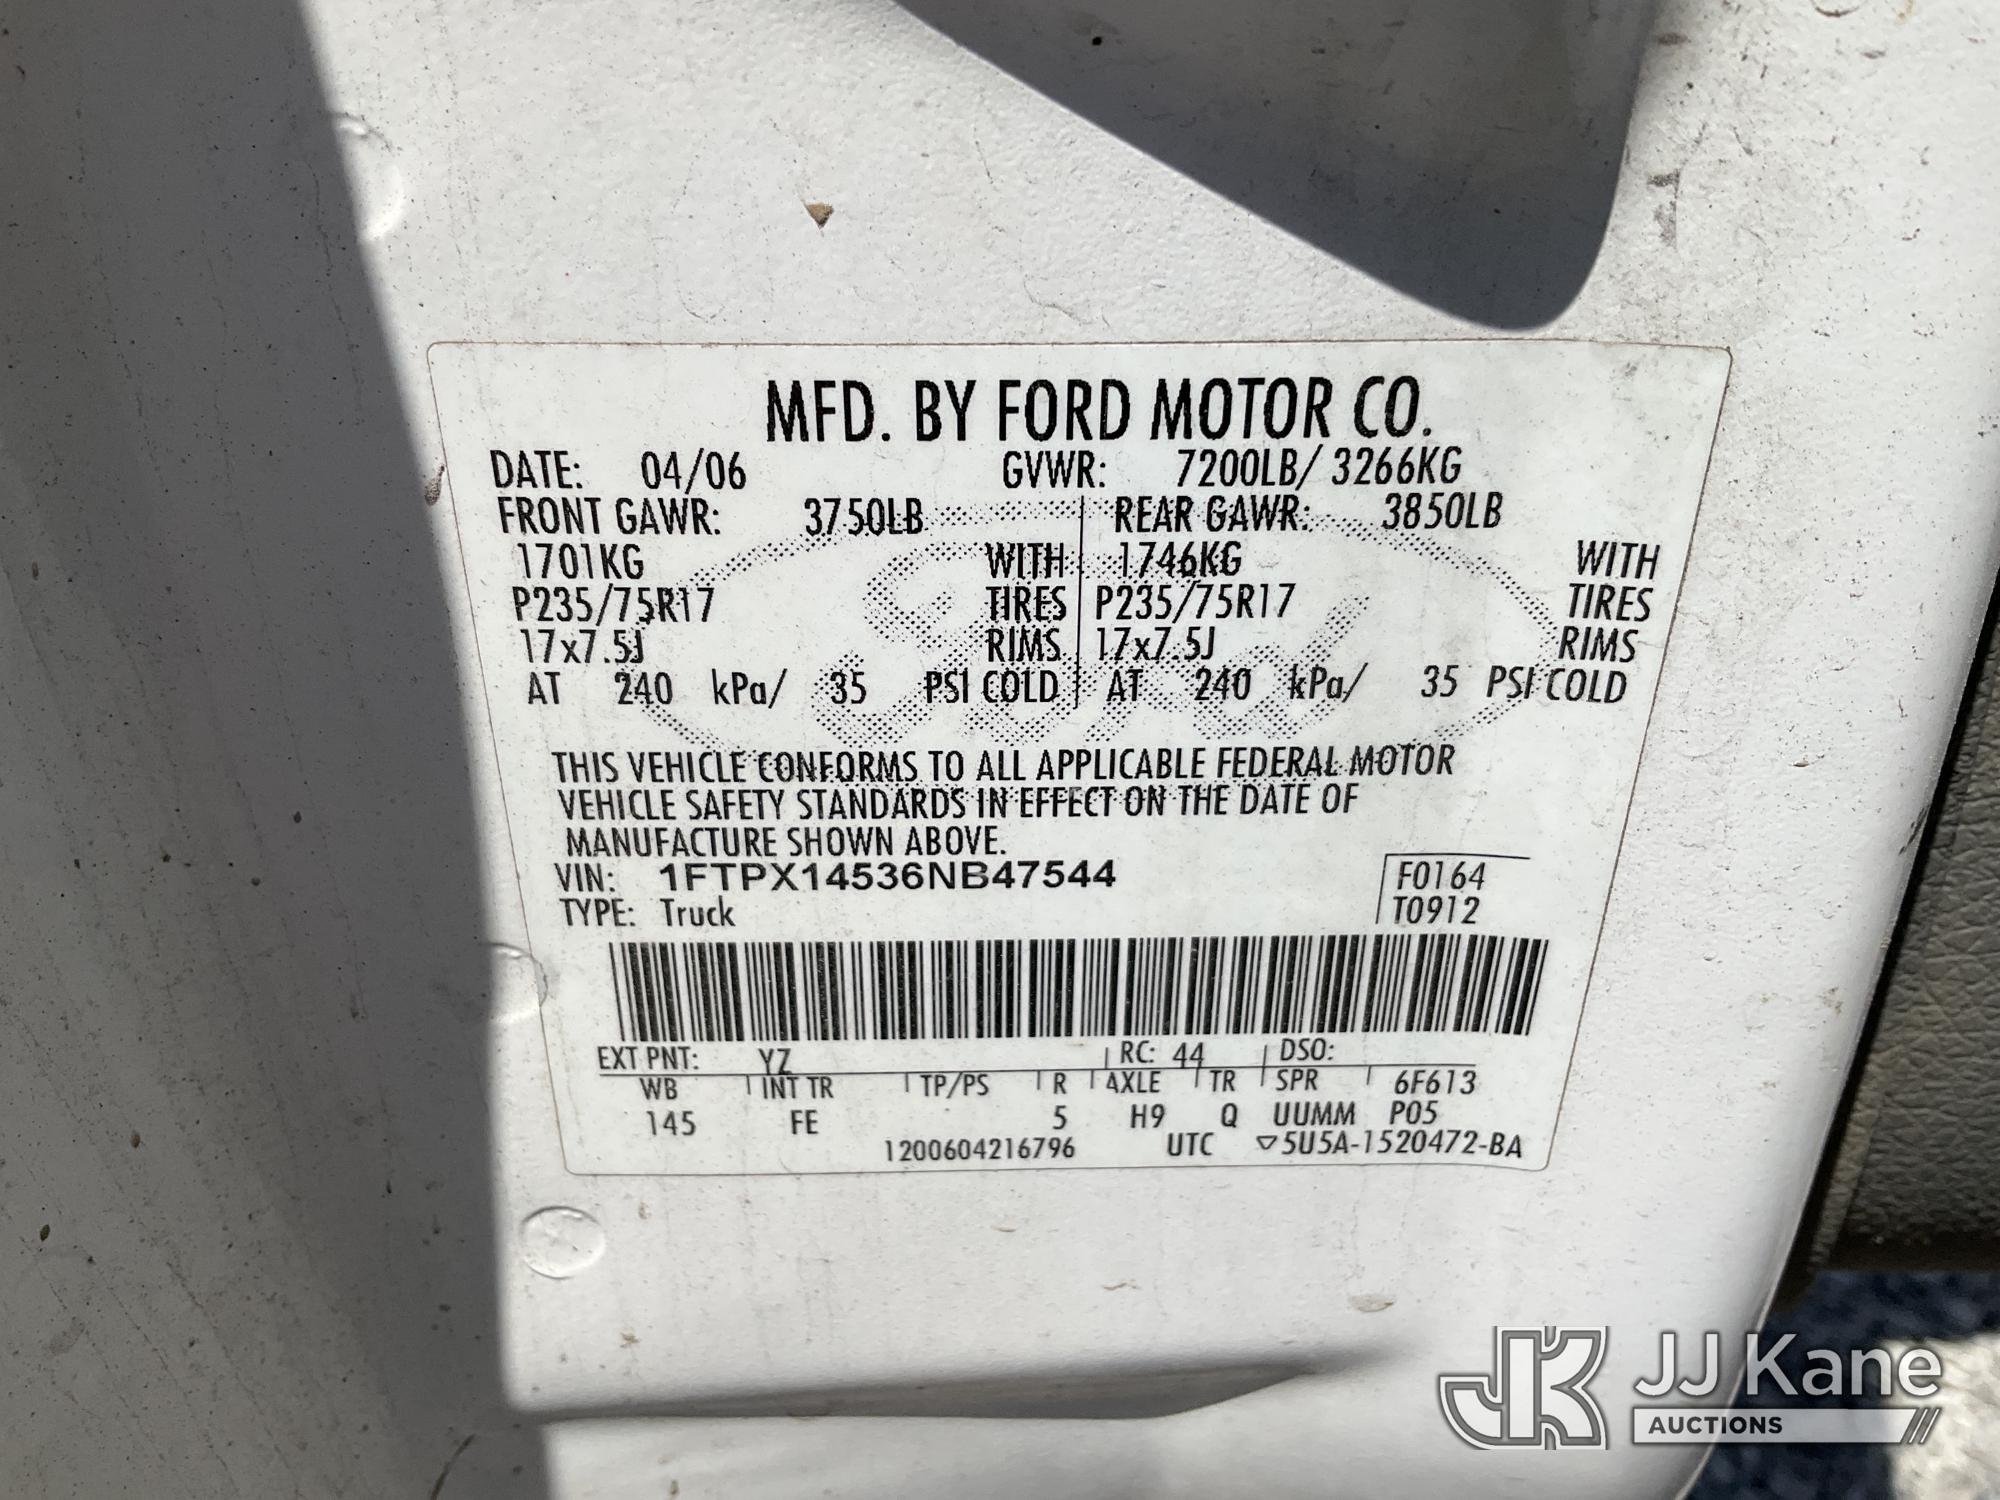 MFD. BY FORD MOTOR CO.
DATE: 04/06 GVWR: 7200LB/ 3266KG
FRONT GAWR: 3750LB REAR GAWR: 3850LB
1701KG WITH 1746KG WITH
P235/75R17 TIRES P235/75R17 TIRES
17x7.5J RIMS 17x7.5J RIMS
AT 240 kPa/ 35 PSI COLD AT 240 kPa/ 35 PSI COLD
THIS VEHICLE CONFORMS TO ALL APPLICABLE FEDERAL MOTOR
VEHICLE SAFETY STANDARDS IN EFFECT ON THE DATE OF
MANUFACTURE SHOWN ABOVE.
VIN: 1FTPX14536NB47544 F0164
TYPE: Truck T0912
EXT PNT: YZ RC: 44 DSO:
WB INT TR TP/PS R AXLE TR SPR 6F613
145 FE 5 H9 Q UUMM P05
1200604216796 UTC ▽5U5A-1520472-BA
Ford
JK JJ Kane
AUCTIONS